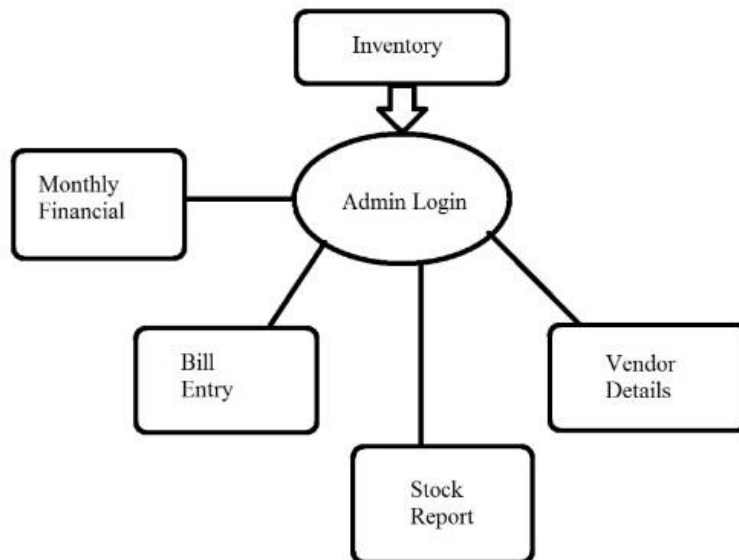 Inventory
Admin Login
Monthly
Financial
Bill
Entry
Vendor
Details
Stock
Report